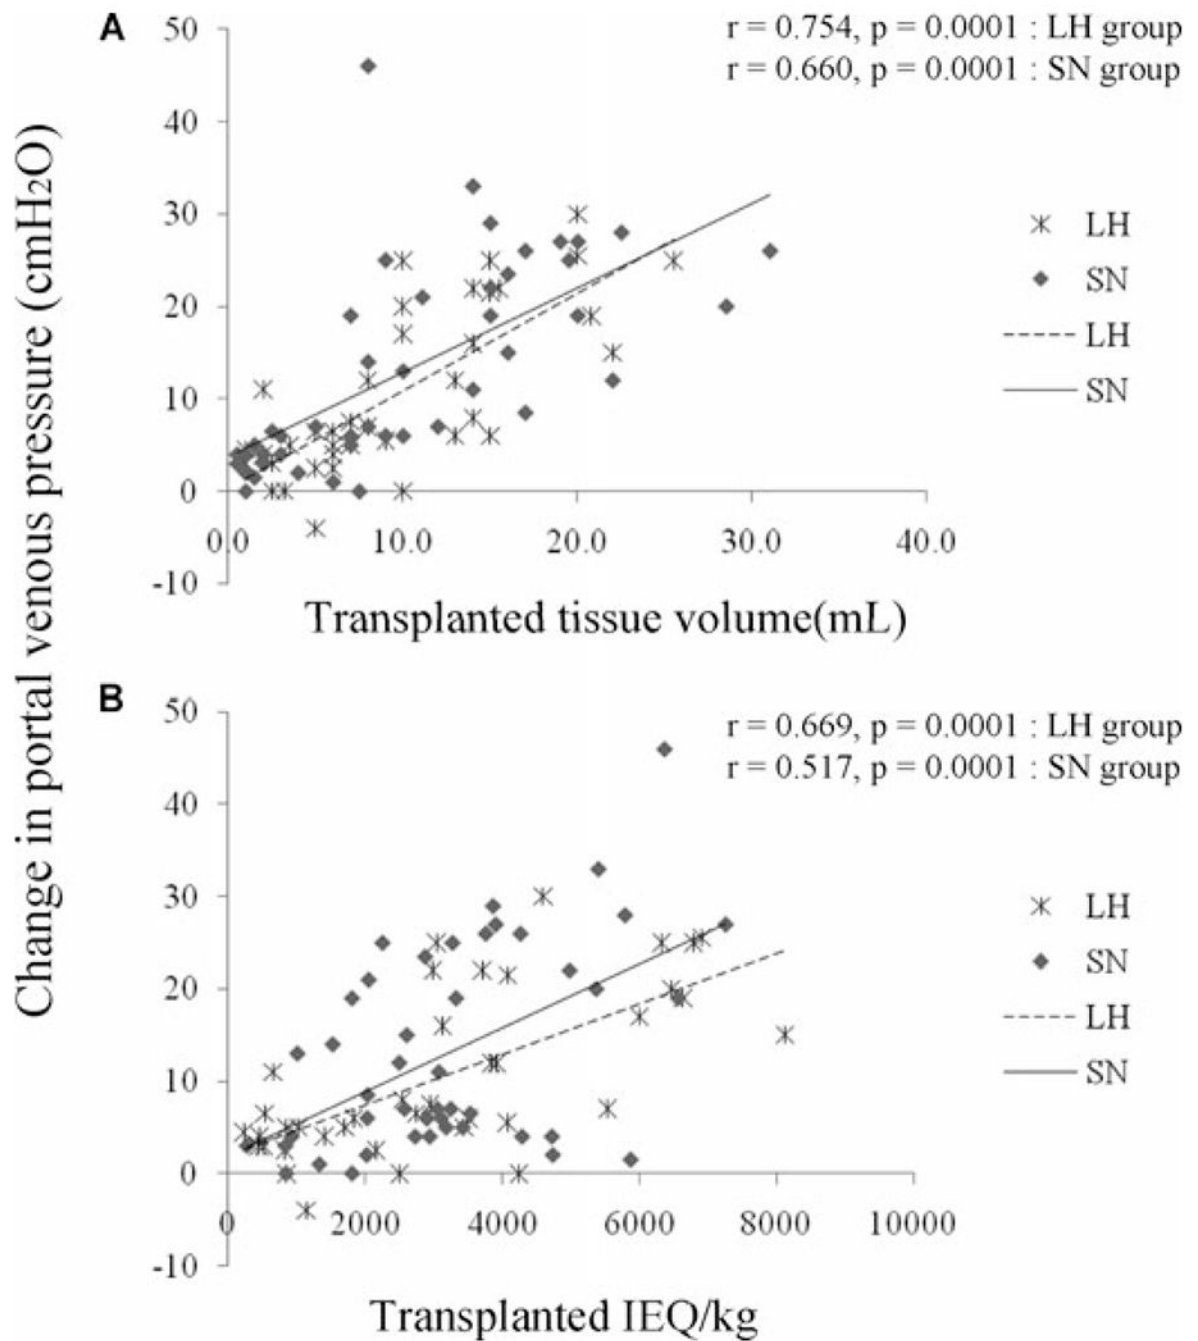 Change in portal venous pressure (cmH₂O)
A
r = 0.754, p = 0.0001 : LH group
r = 0.660, p = 0.0001 : SN group
50
40
30
20
10
0
-10
0.0
10.0
20.0
30.0
40.0
LH
SN
LH
SN
Transplanted tissue volume(mL)
B
r = 0.669, p = 0.0001 : LH group
r = 0.517, p = 0.0001 : SN group
50
40
30
20
10
0
-10
0
2000
4000
6000
8000
10000
LH
SN
LH
SN
Transplanted IEQ/kg